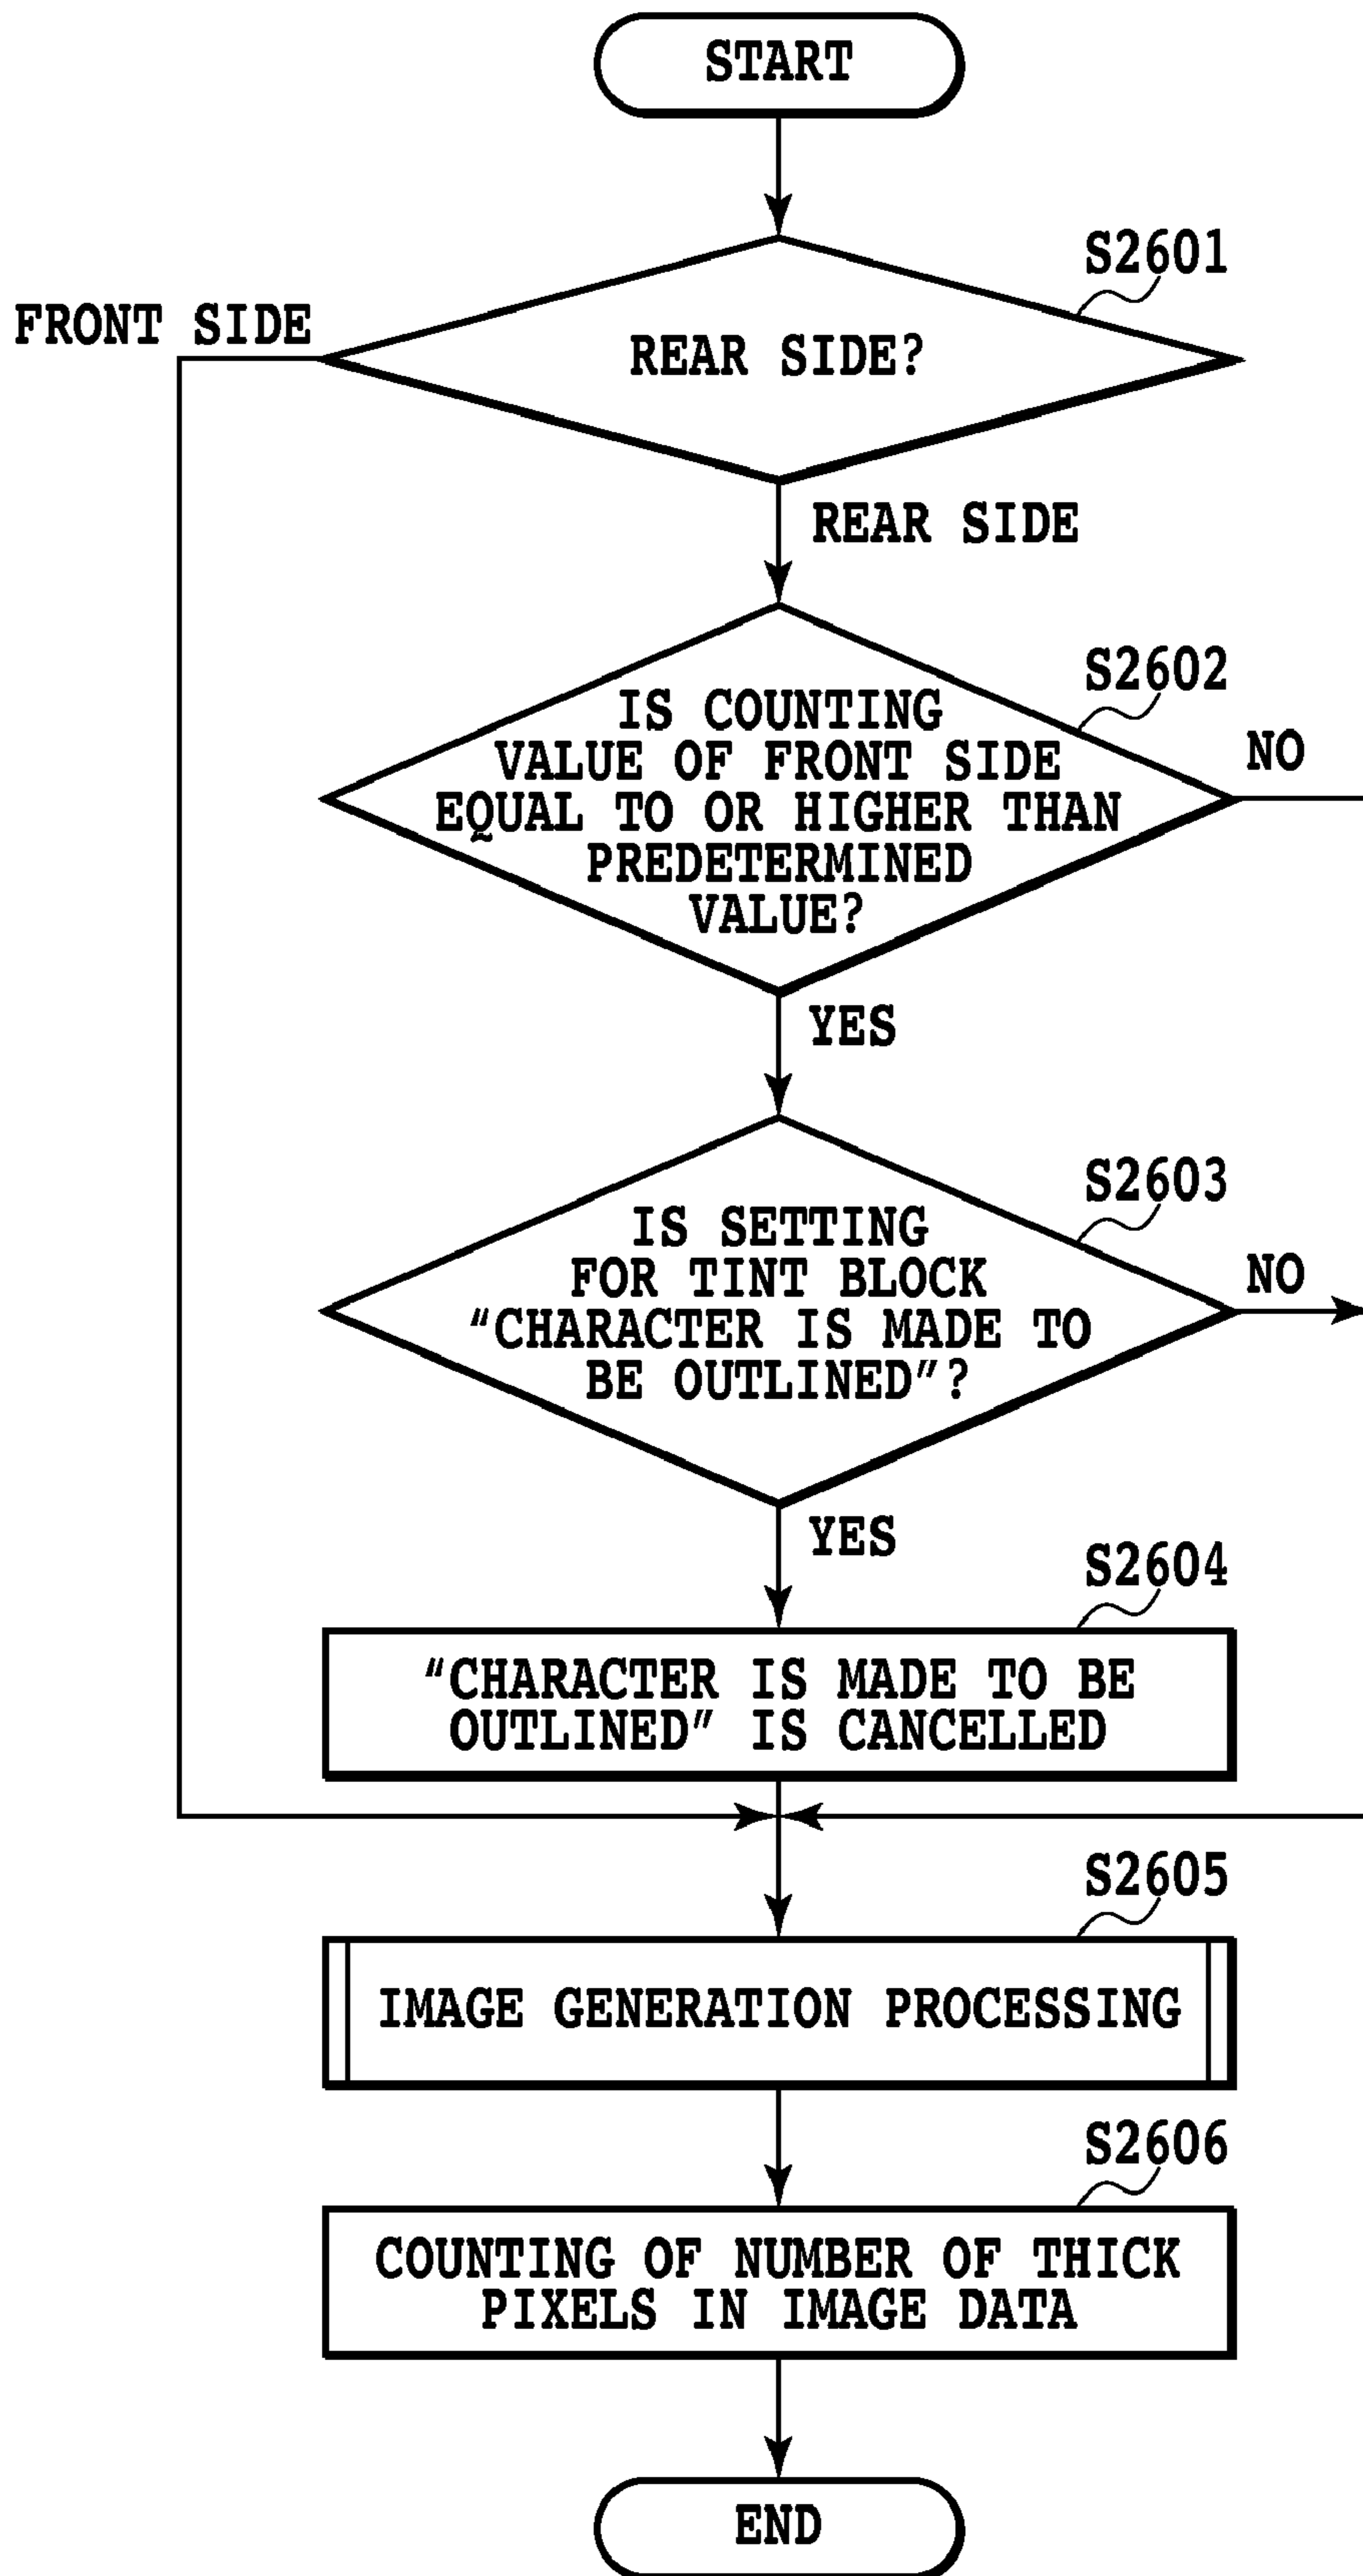 START
S2601
FRONT SIDE
REAR SIDE?
REAR SIDE
S2602
IS COUNTING
VALUE OF FRONT SIDE
EQUAL TO OR HIGHER THAN
PREDETERMINED
VALUE?
NO
YES
S2603
IS SETTING
FOR TINT BLOCK
“CHARACTER IS MADE TO
BE OUTLINED”?
NO
YES
S2604
“CHARACTER IS MADE TO BE
OUTLINED” IS CANCELLED
S2605
IMAGE GENERATION PROCESSING
S2606
COUNTING OF NUMBER OF THICK
PIXELS IN IMAGE DATA
END